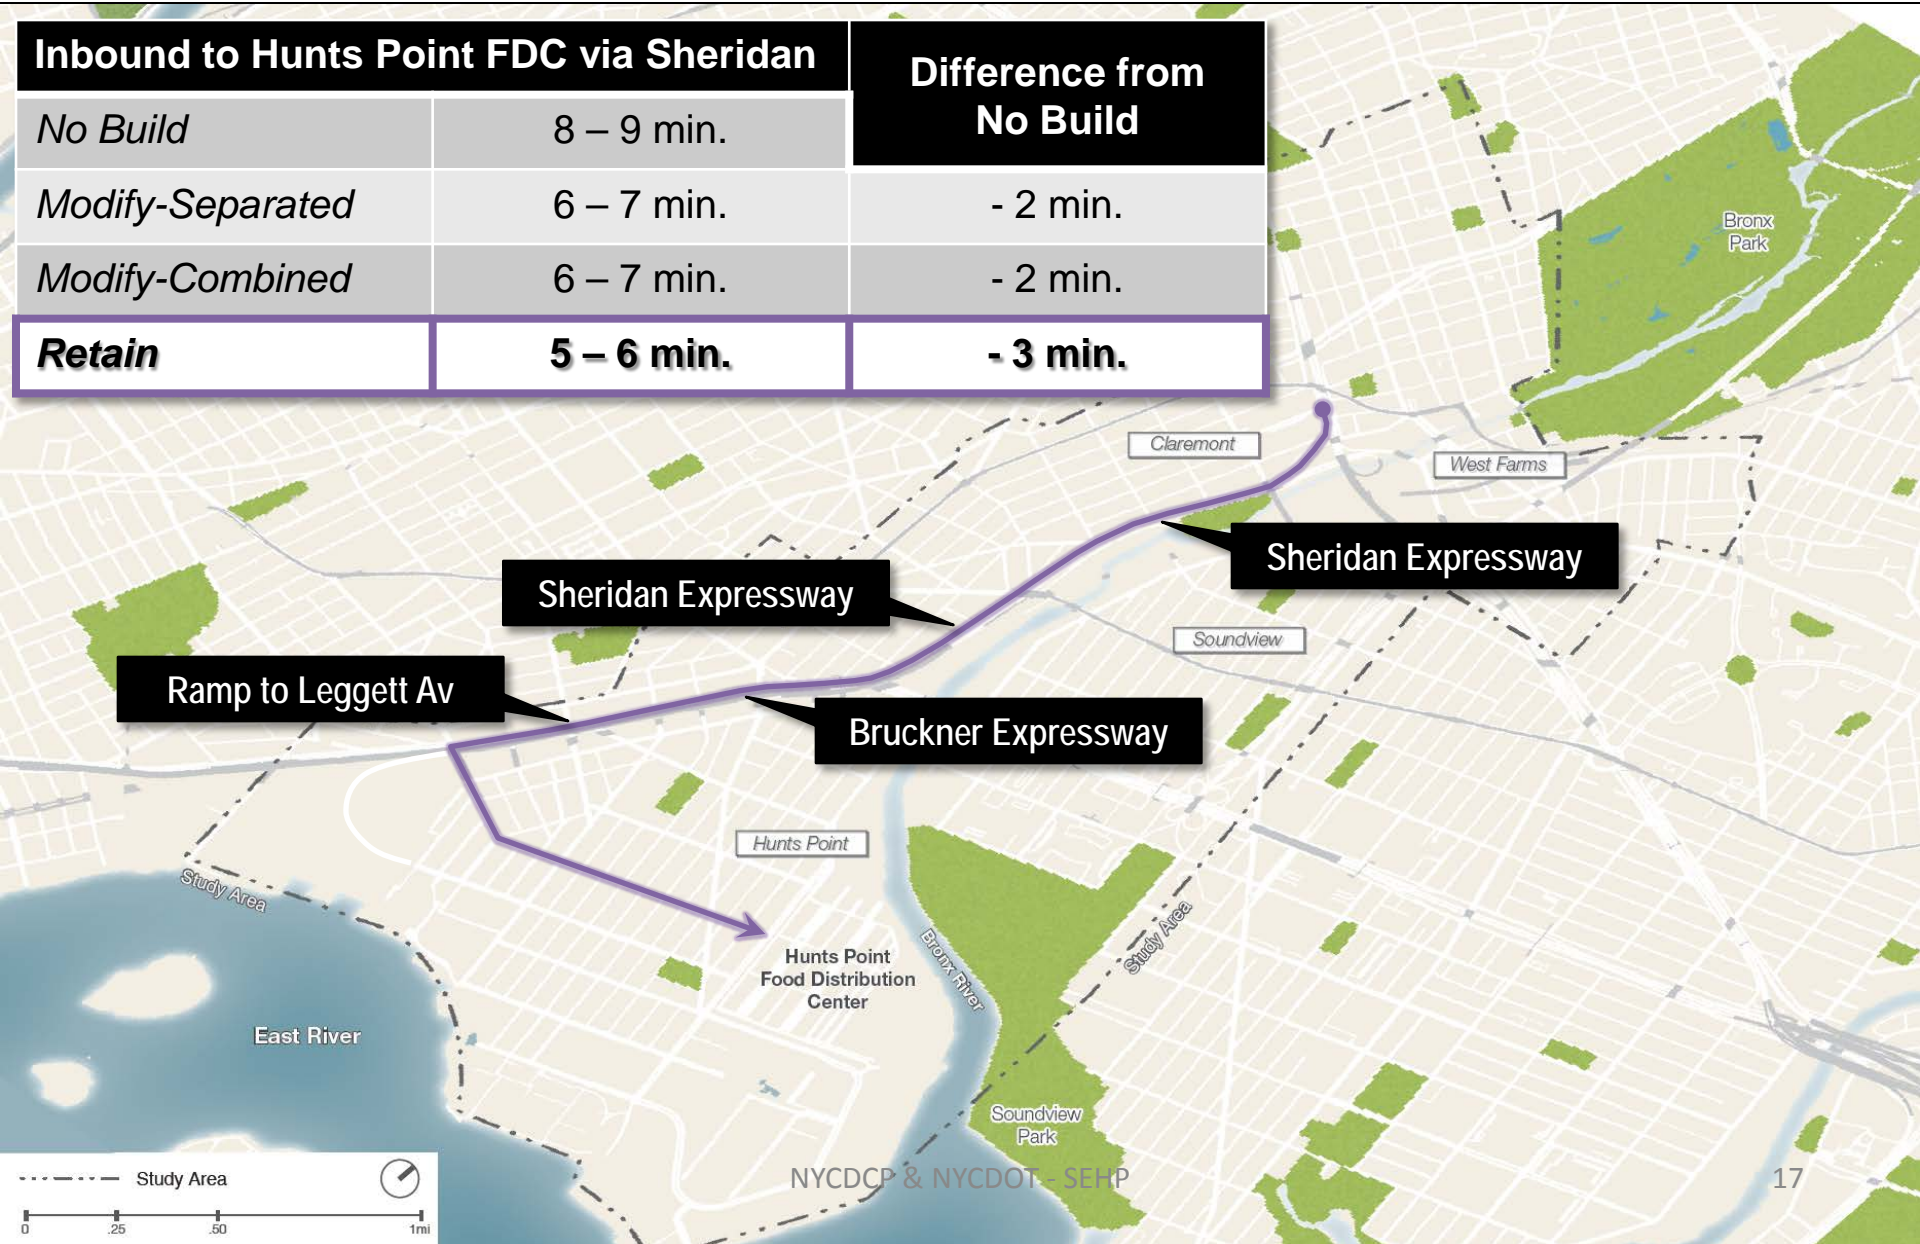 Inbound to Hunts Point FDC via Sheridan
Difference from
No Build
No Build 8 – 9 min.
Modify-Separated 6 – 7 min. - 2 min.
Modify-Combined 6 – 7 min. - 2 min.
Retain 5 – 6 min. - 3 min.
Bronx
Park
Claremont
West Farms
Sheridan Expressway
Sheridan Expressway
Soundview
Ramp to Leggett Av
Bruckner Expressway
Hunts Point
Study Area
Study Area
Bronx River
Hunts Point
Food Distribution
Center
East River
Soundview
Park
Study Area
0 .25 .50 1mi
NYCDCP & NYCDOT - SEHP
17